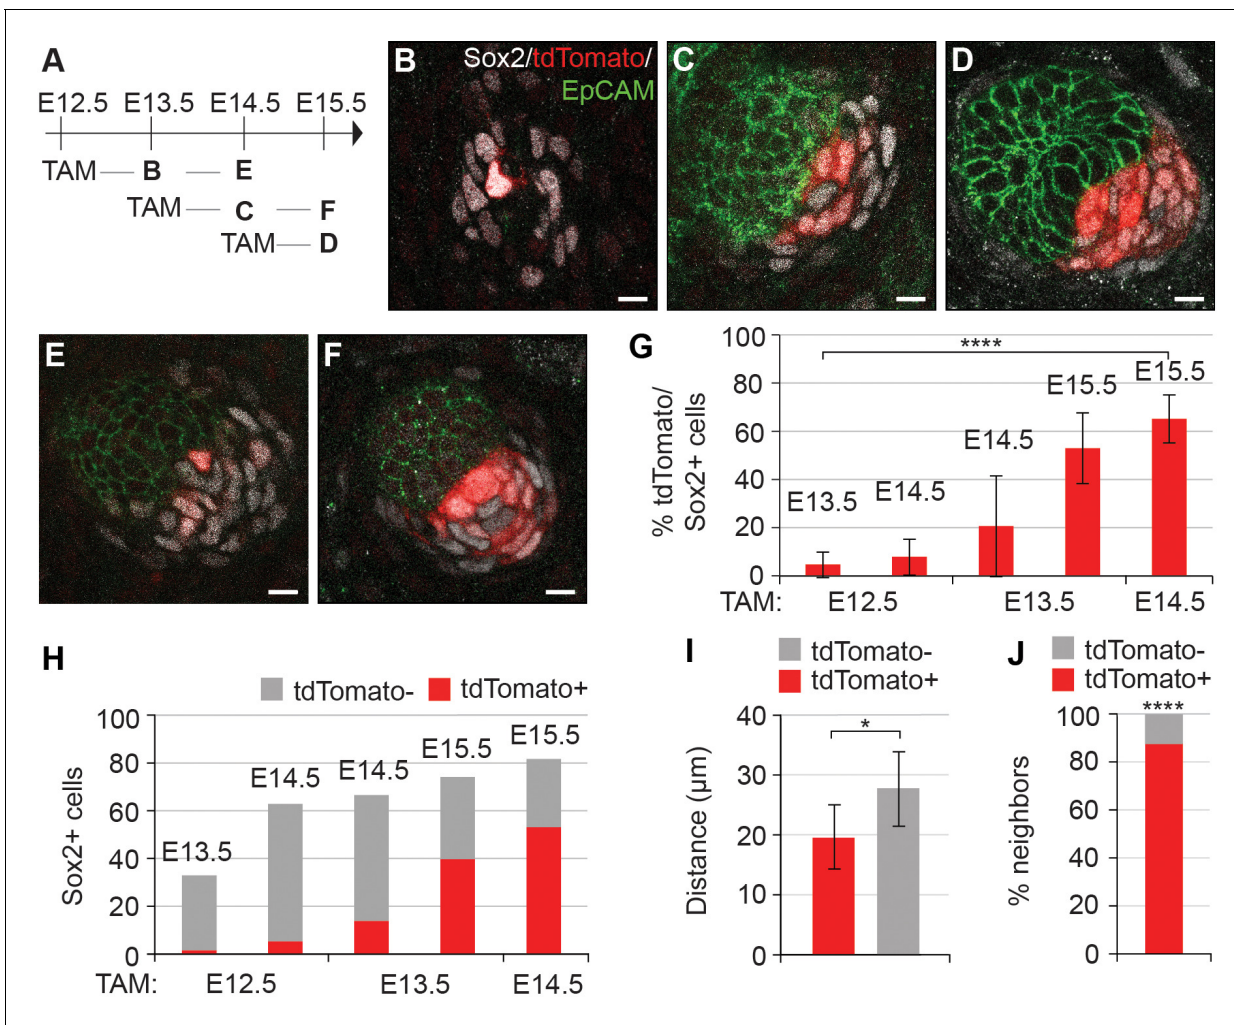 A
E12.5 E13.5 E14.5 E15.5
TAM B E
TAM C F
TAM D
B
Sox2/tdTomato/
EpCAM
C
D
E
F
G
% tdTomato/
Sox2+ cells
100
80
60
40
20
0
****
E13.5
E14.5
E14.5
E15.5
E15.5
TAM: E12.5 E13.5 E14.5
H
tdTomato- tdTomato+
Sox2+ cells
100
80
60
40
20
0
E13.5
E14.5
E14.5
E15.5
E15.5
TAM: E12.5 E13.5 E14.5
I
tdTomato-
tdTomato+
Distance (μm)
40
30
20
10
0
*
J
tdTomato-
tdTomato+
****
% neighbors
100
80
60
40
20
0